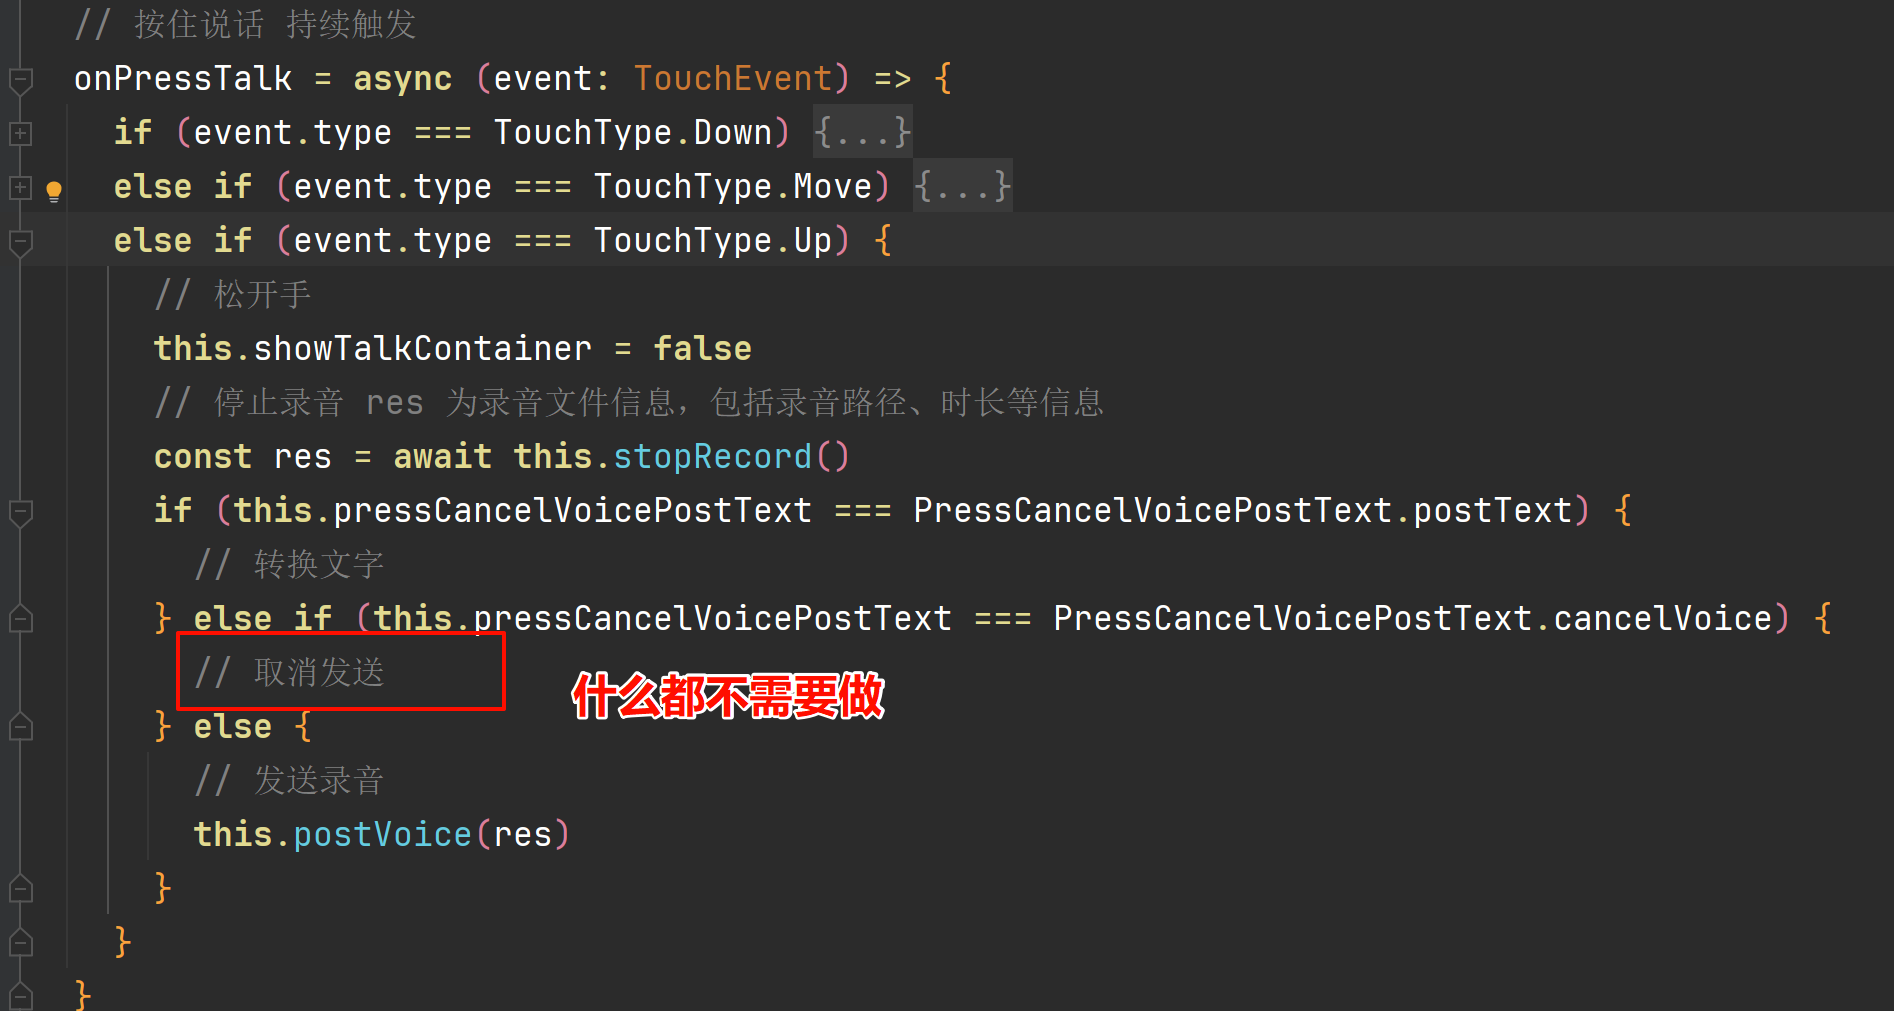 // 按住说话 持续触发
onPressTalk = async (event: TouchEvent) => {
if (event.type === TouchType.Down) {...}
else if (event.type === TouchType.Move) {...}
else if (event.type === TouchType.Up) {
// 松开手
this.showTalkContainer = false
// 停止录音 res 为录音文件信息，包括录音路径、时长等信息
const res = await this.stopRecord()
if (this.pressCancelVoicePostText === PressCancelVoicePostText.postText) {
// 转换文字
} else if (this.pressCancelVoicePostText === PressCancelVoicePostText.cancelVoice) {
// 取消发送
什么都不需要做
} else {
// 发送录音
this.postVoice(res)
}
}
}